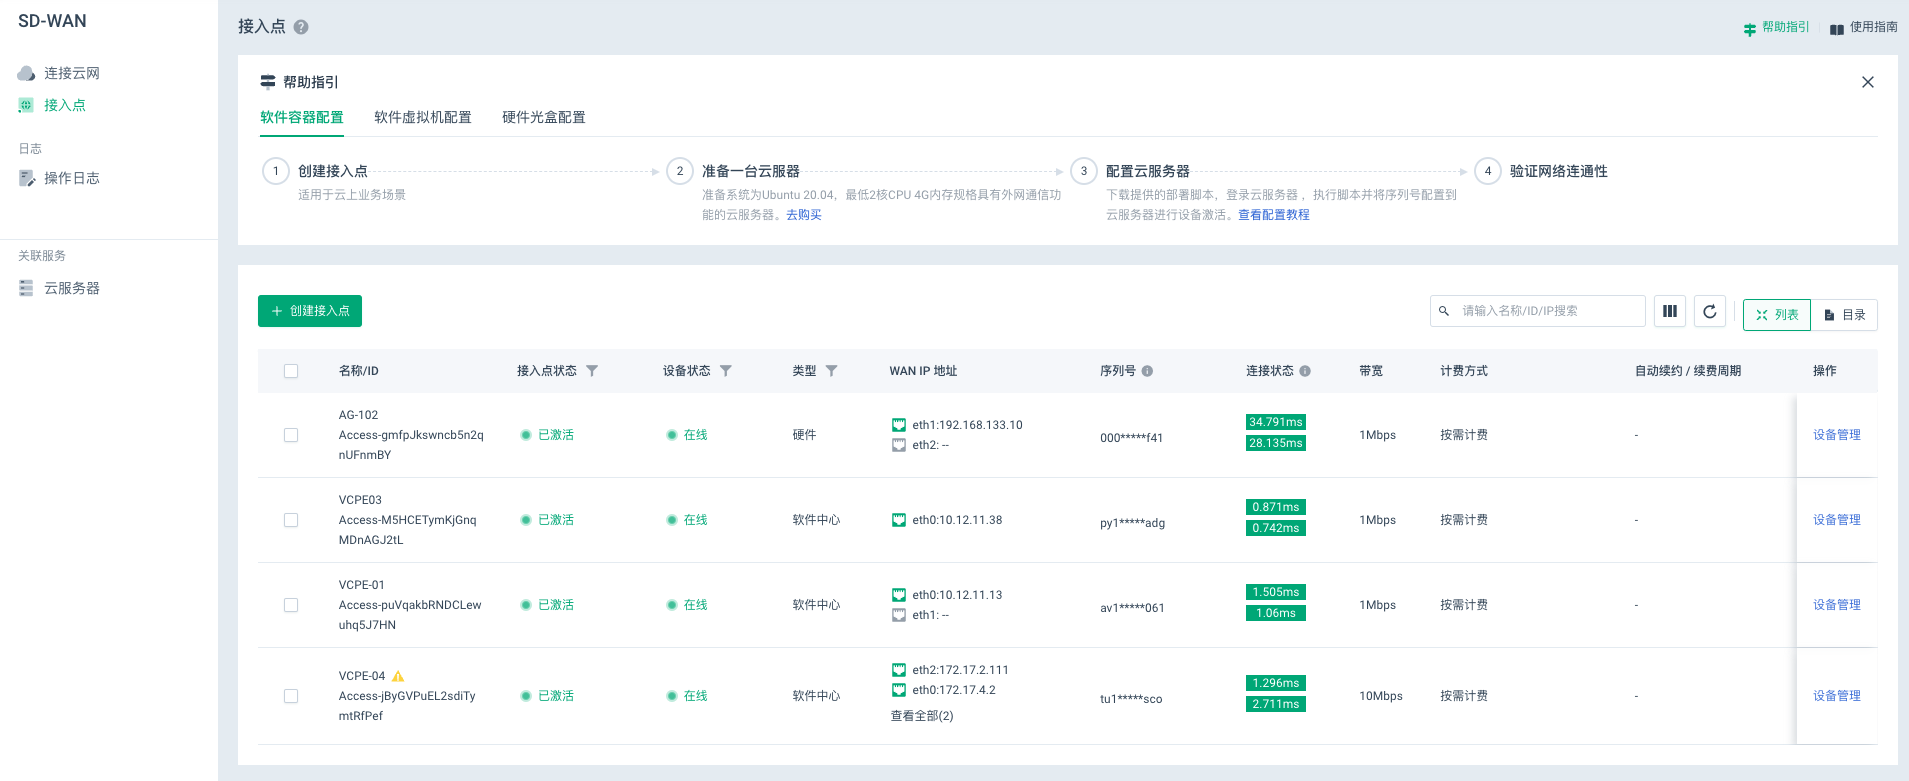 SD-WAN
连接云网
接入点
日志
操作日志
关联服务
云服务器
接入点
帮助指引
使用指南
帮助指引
软件容器配置 软件虚拟机配置 硬件光盒配置
1 创建接入点
适用于云上业务场景
2 准备一台云服器
准备系统为Ubuntu 20.04，最低2核CPU 4G内存规格具有外网通信功
能的云服务器。去购买
3 配置云服务器
下载提供的部署脚本，登录云服务器 ，执行脚本并将序列号配置到
云服务器进行设备激活。查看配置教程
4 验证网络连通性
创建接入点
请输入名称/ID/IP搜索
列表
目录
名称/ID 接入点状态 设备状态 类型 WAN IP 地址 序列号 连接状态 带宽 计费方式 自动续约 / 续费周期 操作
AG-102
Access-gmfpJkswncb5n2q
nUFnmBY
已激活
在线
硬件
eth1:192.168.133.10
eth2: --
000*****f41
34.791ms
28.135ms
1Mbps
按需计费
-
设备管理
VCPE03
Access-M5HCETymKjGnq
MDnAGJ2tL
已激活
在线
软件中心
eth0:10.12.11.38
py1*****adg
0.871ms
0.742ms
1Mbps
按需计费
-
设备管理
VCPE-01
Access-puVqakbRNDCLew
uhq5J7HN
已激活
在线
软件中心
eth0:10.12.11.13
eth1: --
av1*****061
1.505ms
1.06ms
1Mbps
按需计费
-
设备管理
VCPE-04
Access-jByGVPuEL2sdiTy
mtRfPef
已激活
在线
软件中心
eth2:172.17.2.111
eth0:172.17.4.2
查看全部(2)
tu1*****sco
1.296ms
2.711ms
10Mbps
按需计费
-
设备管理